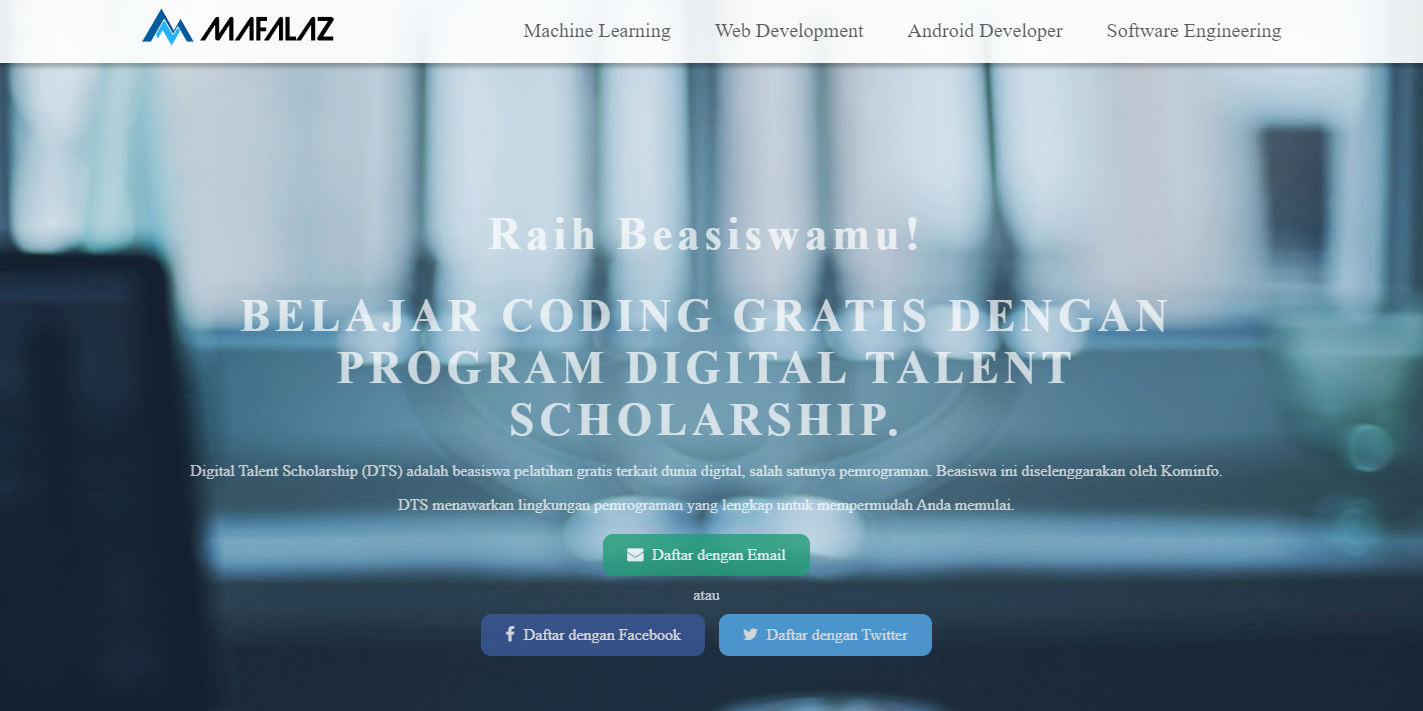 MAFALAZ
Machine Learning
Web Development
Android Developer
Software Engineering
Raih Beasiswamu!
BELAJAR CODING GRATIS DENGAN
PROGRAM DIGITAL TALENT
SCHOLARSHIP.
Digital Talent Scholarship (DTS) adalah beasiswa pelatihan gratis terkait dunia digital, salah satunya pemrograman. Beasiswa ini diselenggarakan oleh Kominfo.
DTS menawarkan lingkungan pemrograman yang lengkap untuk mempermudah Anda memulai.
Daftar dengan Email
atau
Daftar dengan Facebook
Daftar dengan Twitter